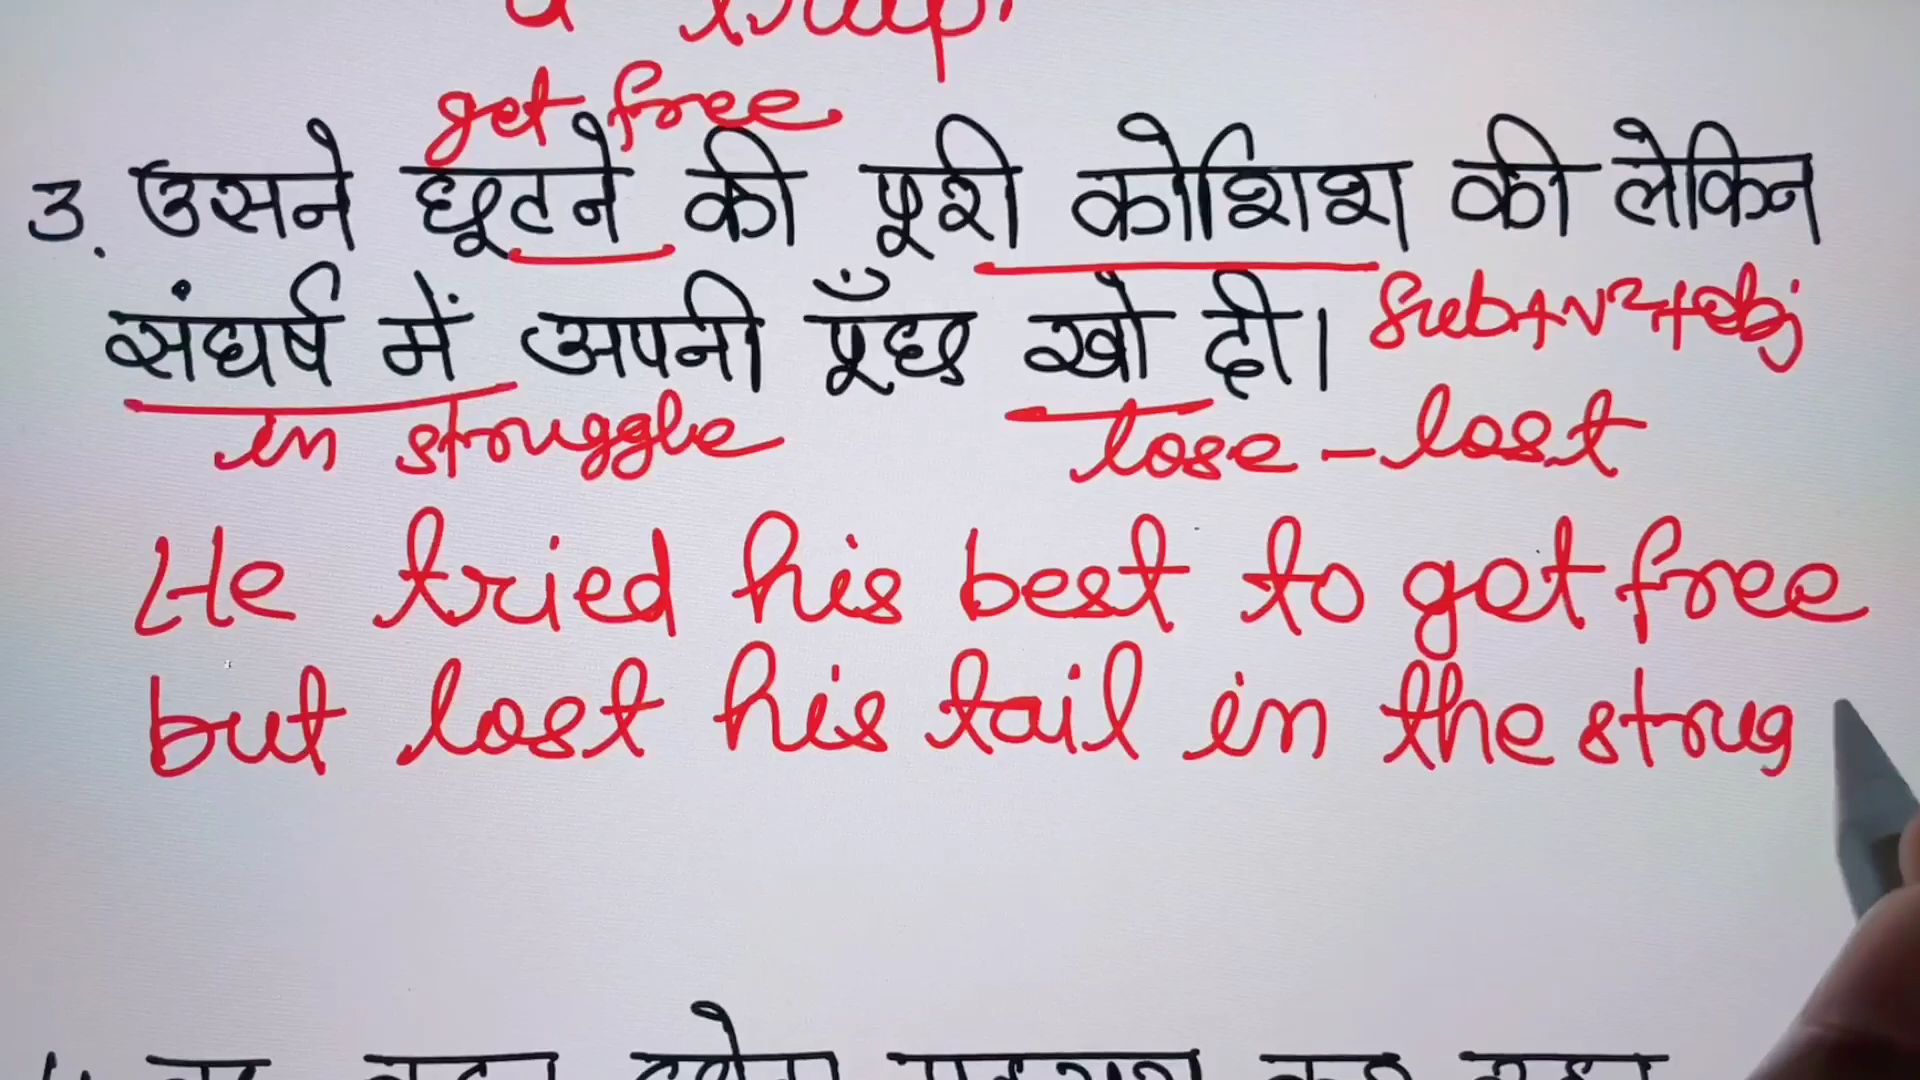 a trap.
get free
3. उसने छूटने की पूरी कोशिश की लेकिन
संघर्ष में अपनी पूँछ खो दी। Sub+V²+Obj
in struggle lose - lost
He tried his best to get free
but lost his tail in the strug